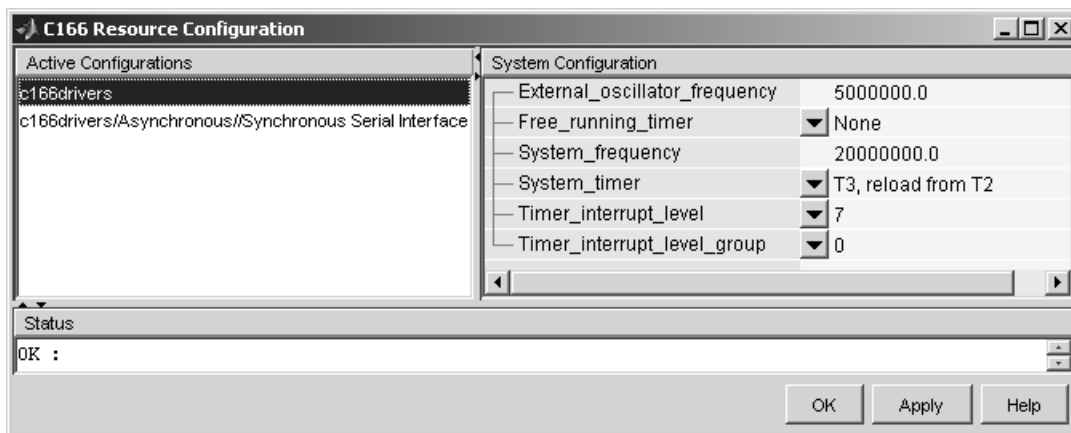 C166 Resource Configuration
Active Configurations
c166drivers
c166drivers/Asynchronous//Synchronous Serial Interface
System Configuration
External_oscillator_frequency 5000000.0
Free_running_timer None
System_frequency 20000000.0
System_timer T3, reload from T2
Timer_interrupt_level 7
Timer_interrupt_level_group 0
Status
OK :
OK Apply Help